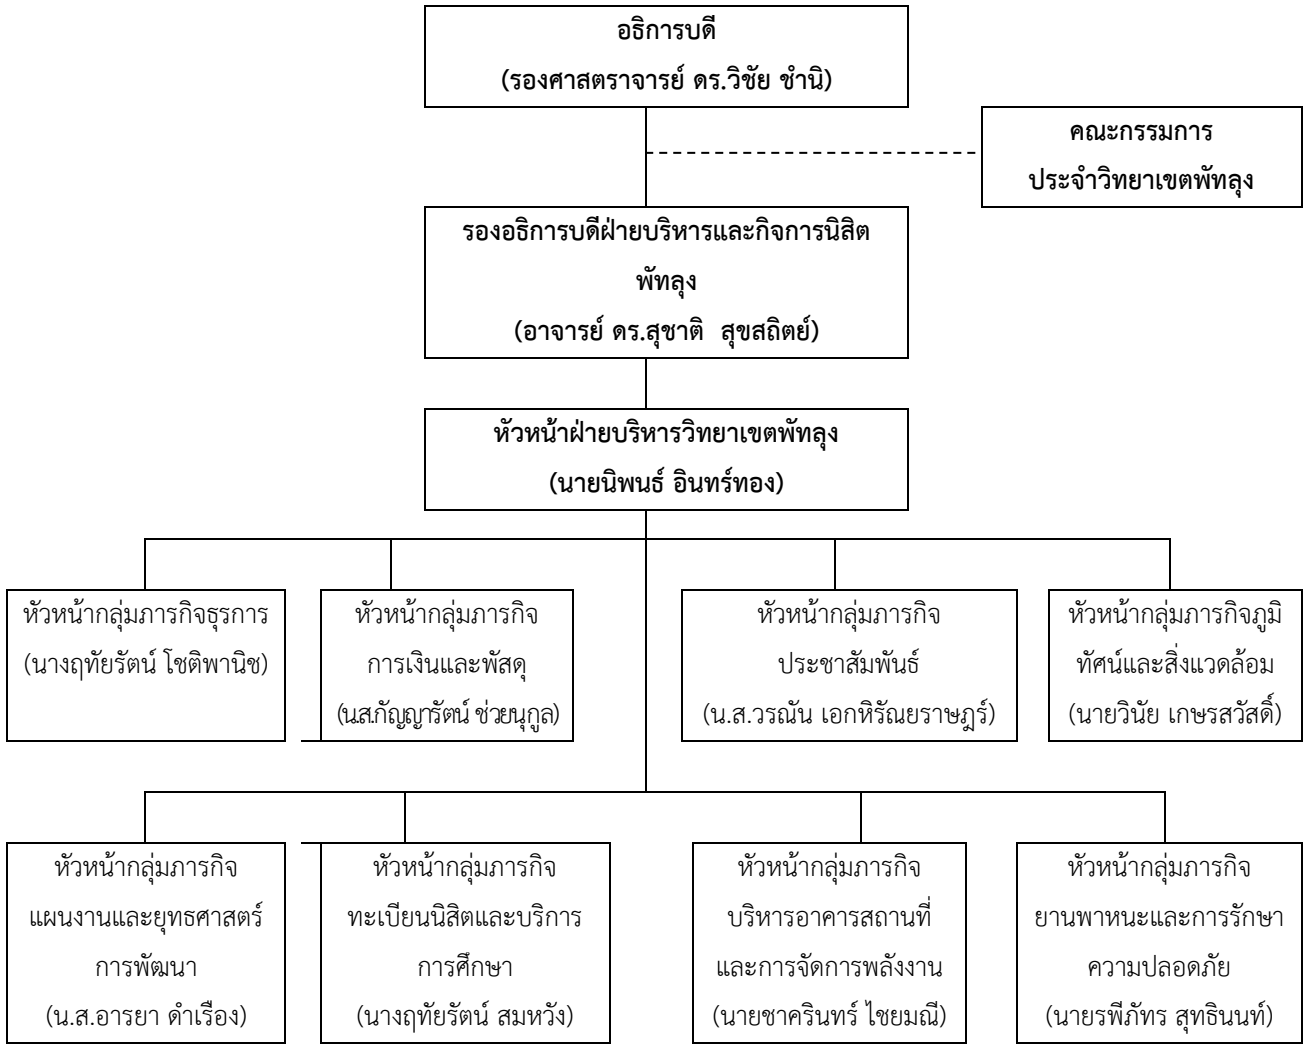 อธิการบดี
(รองศาสตราจารย์ ดร.วิชัย ชำนิ)
คณะกรรมการ
ประจำวิทยาเขตพัทลุง
รองอธิการบดีฝ่ายบริหารและกิจการนิสิต
พัทลุง
(อาจารย์ ดร.สุชาติ  สุขสถิตย์)
หัวหน้าฝ่ายบริหารวิทยาเขตพัทลุง
(นายนิพนธ์ อินทร์ทอง)
หัวหน้ากลุ่มภารกิจธุรการ
(นางฤทัยรัตน์ โชติพานิช)
หัวหน้ากลุ่มภารกิจ
การเงินและพัสดุ
(น.ส.กัญญารัตน์ ช่วยนุกูล)
หัวหน้ากลุ่มภารกิจ
ประชาสัมพันธ์
(น.ส.วรณัน เอกหิรัณยราษฎร์)
หัวหน้ากลุ่มภารกิจภูมิ
ทัศน์และสิ่งแวดล้อม
(นายวินัย เกษรสวัสดิ์)
หัวหน้ากลุ่มภารกิจ
แผนงานและยุทธศาสตร์
การพัฒนา
(น.ส.อารยา ดำเรือง)
หัวหน้ากลุ่มภารกิจ
ทะเบียนนิสิตและบริการ
การศึกษา
(นางฤทัยรัตน์ สมหวัง)
หัวหน้ากลุ่มภารกิจ
บริหารอาคารสถานที่
และการจัดการพลังงาน
(นายชาครินทร์ ไชยมณี)
หัวหน้ากลุ่มภารกิจ
ยานพาหนะและการรักษา
ความปลอดภัย
(นายรพีภัทร สุทธินนท์)